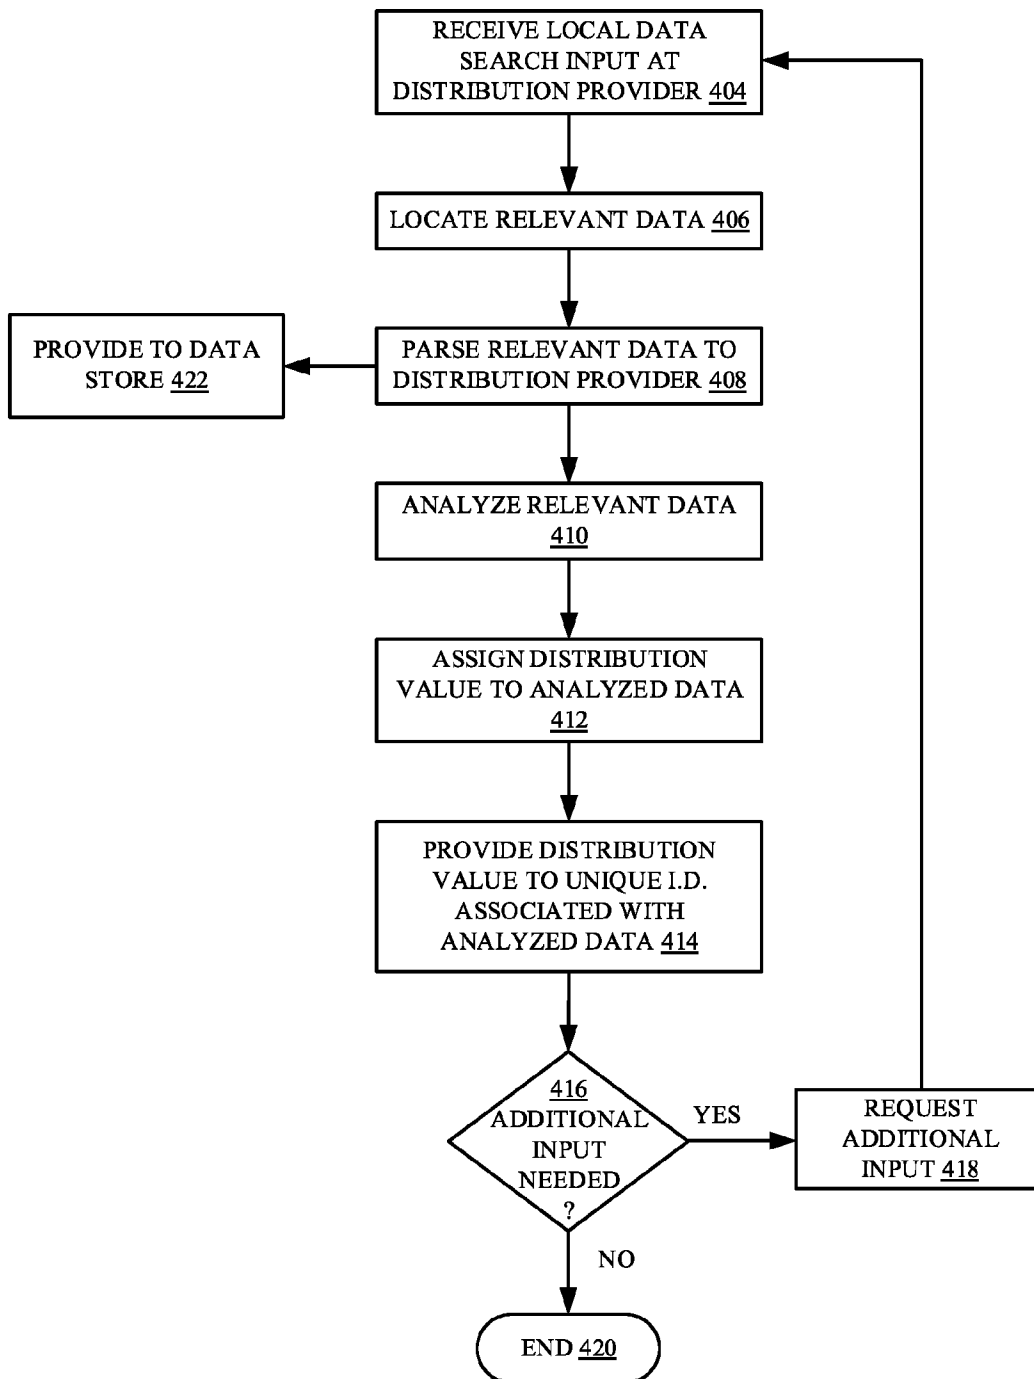 RECEIVE LOCAL DATA
SEARCH INPUT AT
DISTRIBUTION PROVIDER 404
LOCATE RELEVANT DATA 406
PROVIDE TO DATA
STORE 422
PARSE RELEVANT DATA TO
DISTRIBUTION PROVIDER 408
ANALYZE RELEVANT DATA
410
ASSIGN DISTRIBUTION
VALUE TO ANALYZED DATA
412
PROVIDE DISTRIBUTION
VALUE TO UNIQUE I.D.
ASSOCIATED WITH
ANALYZED DATA 414
416
ADDITIONAL
INPUT
NEEDED
?
YES
REQUEST
ADDITIONAL
INPUT 418
NO
END 420